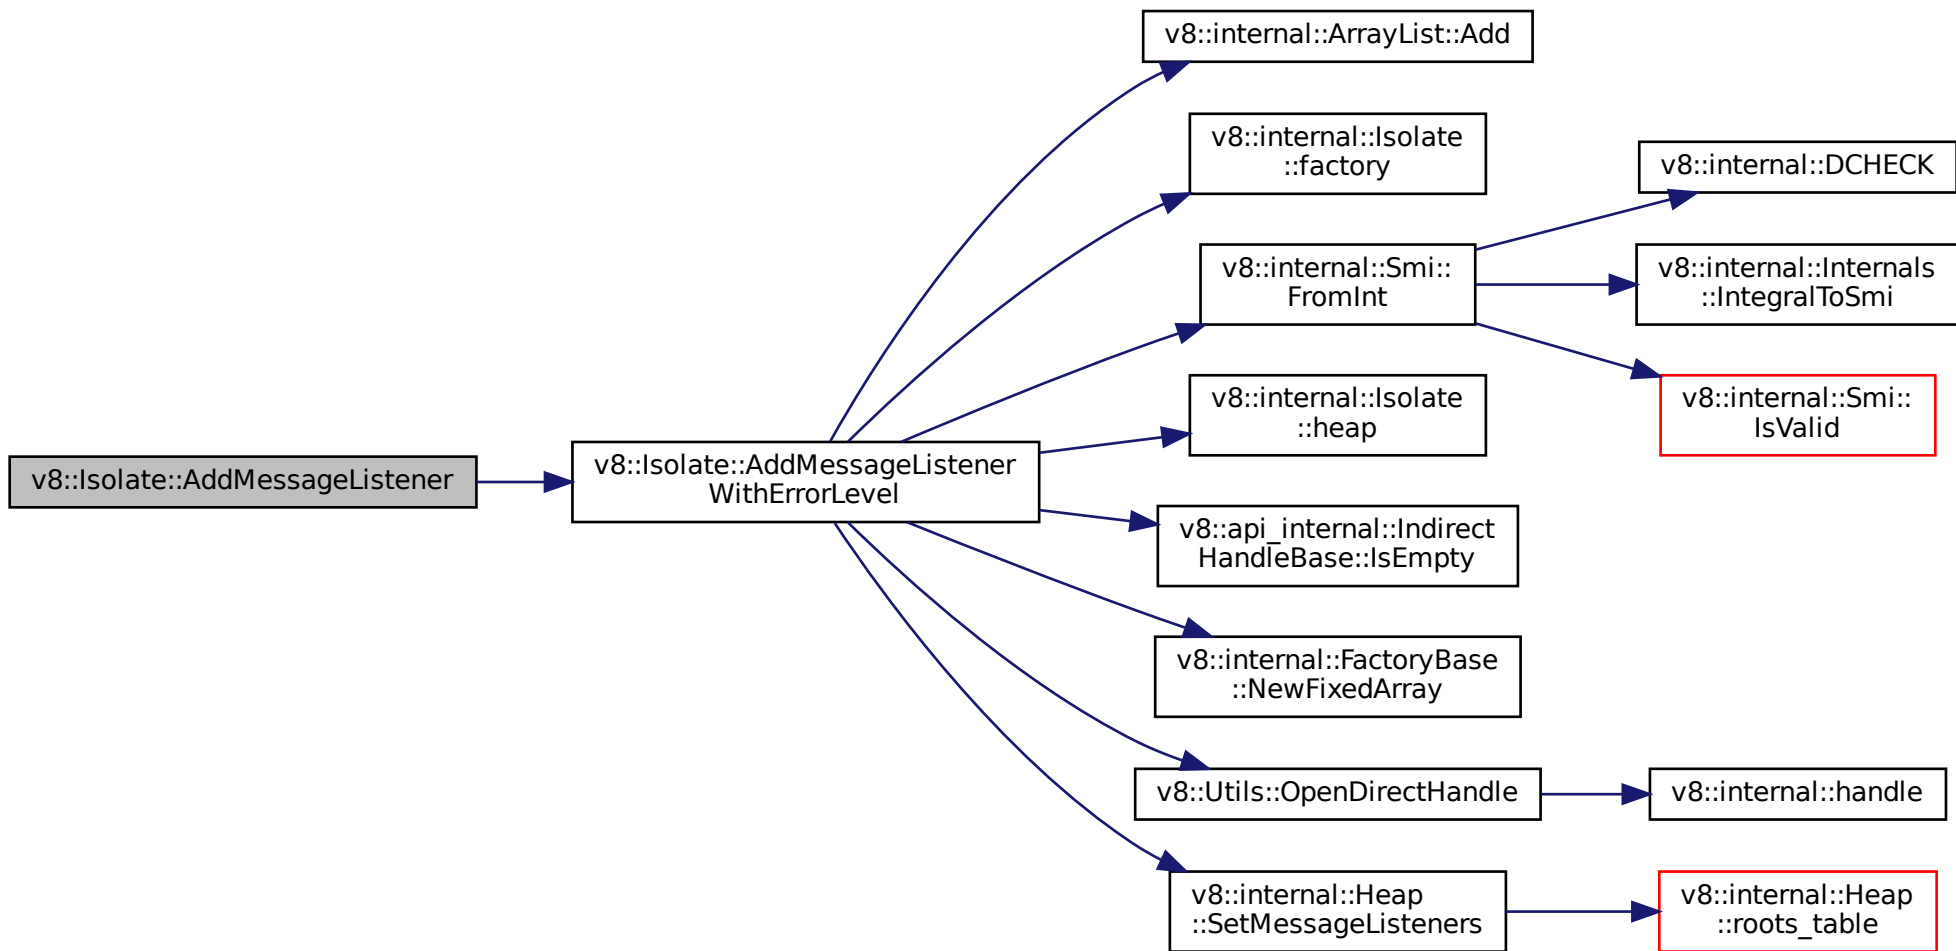 v8::Isolate::AddMessageListener
v8::Isolate::AddMessageListener
WithErrorLevel
v8::internal::ArrayList::Add
v8::internal::Isolate
::factory
v8::internal::Smi::
FromInt
v8::internal::Isolate
::heap
v8::api_internal::Indirect
HandleBase::IsEmpty
v8::internal::FactoryBase
::NewFixedArray
v8::Utils::OpenDirectHandle
v8::internal::Heap
::SetMessageListeners
v8::internal::DCHECK
v8::internal::Internals
::IntegralToSmi
v8::internal::Smi::
IsValid
v8::internal::handle
v8::internal::Heap
::roots_table